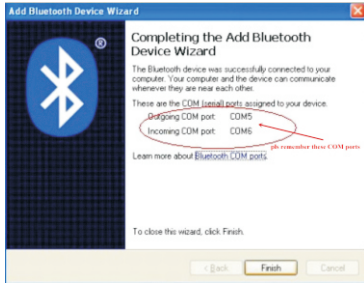 Add Bluetooth Device Wizard
®
Completing the Add Bluetooth
Device Wizard
The Bluetooth device was successfully connected to your
computer. Your computer and the device can communicate
whenever they are near each other.
These are the COM (serial) ports assigned to your device.
Outgoing COM port COM5
Incoming COM port COM6
pls remember these COM ports
Learn more about Bluetooth COM ports.
To close this wizard, click Finish.
< Back Finish Cancel